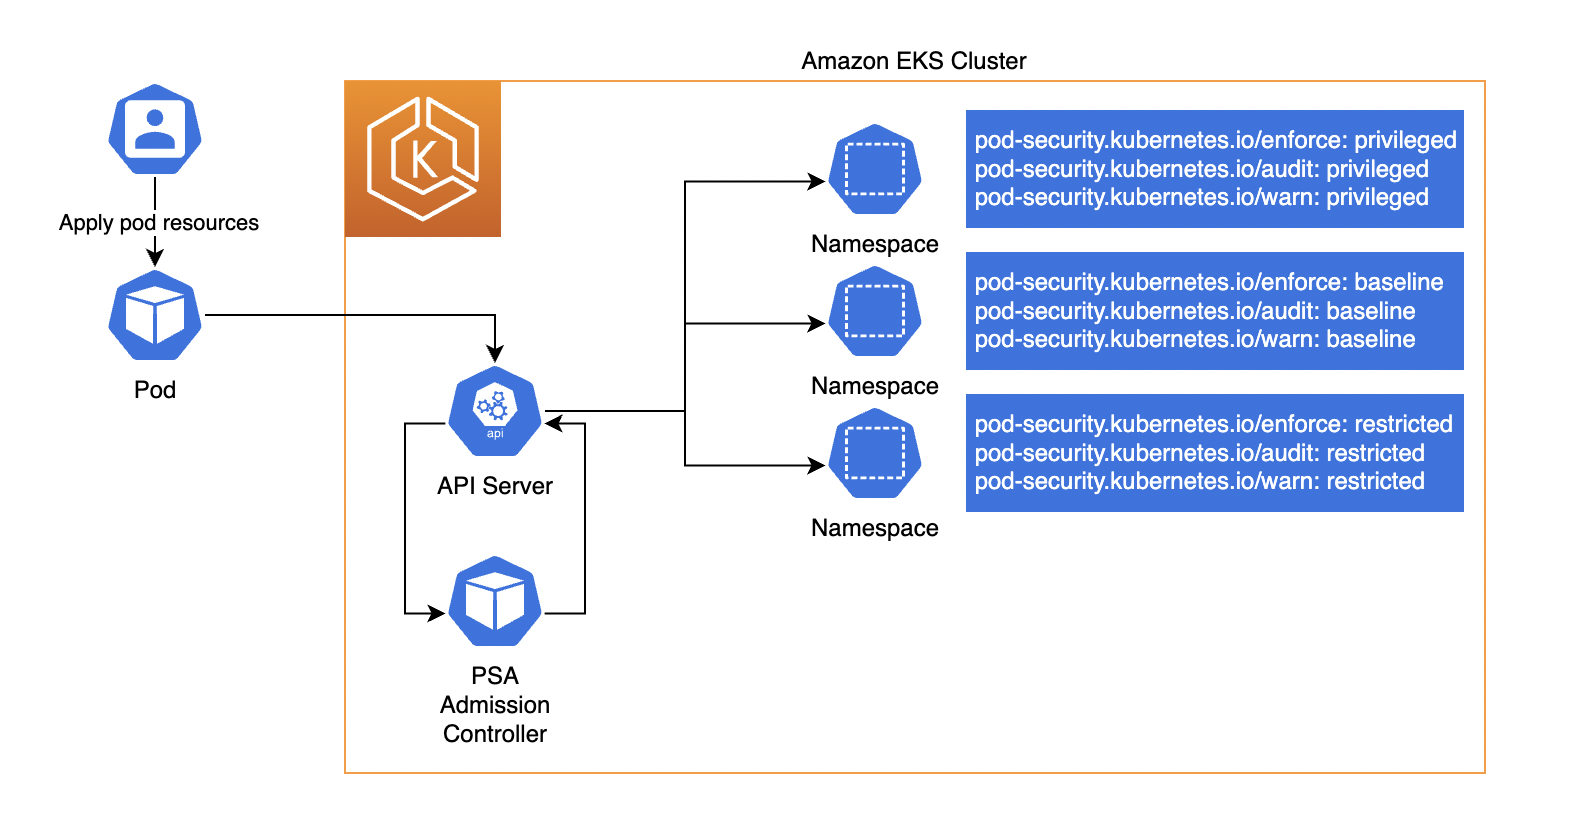 Amazon EKS Cluster
Apply pod resources
Pod
K
api
API Server
PSA
Admission
Controller
Namespace
pod-security.kubernetes.io/enforce: privileged
pod-security.kubernetes.io/audit: privileged
pod-security.kubernetes.io/warn: privileged
Namespace
pod-security.kubernetes.io/enforce: baseline
pod-security.kubernetes.io/audit: baseline
pod-security.kubernetes.io/warn: baseline
Namespace
pod-security.kubernetes.io/enforce: restricted
pod-security.kubernetes.io/audit: restricted
pod-security.kubernetes.io/warn: restricted